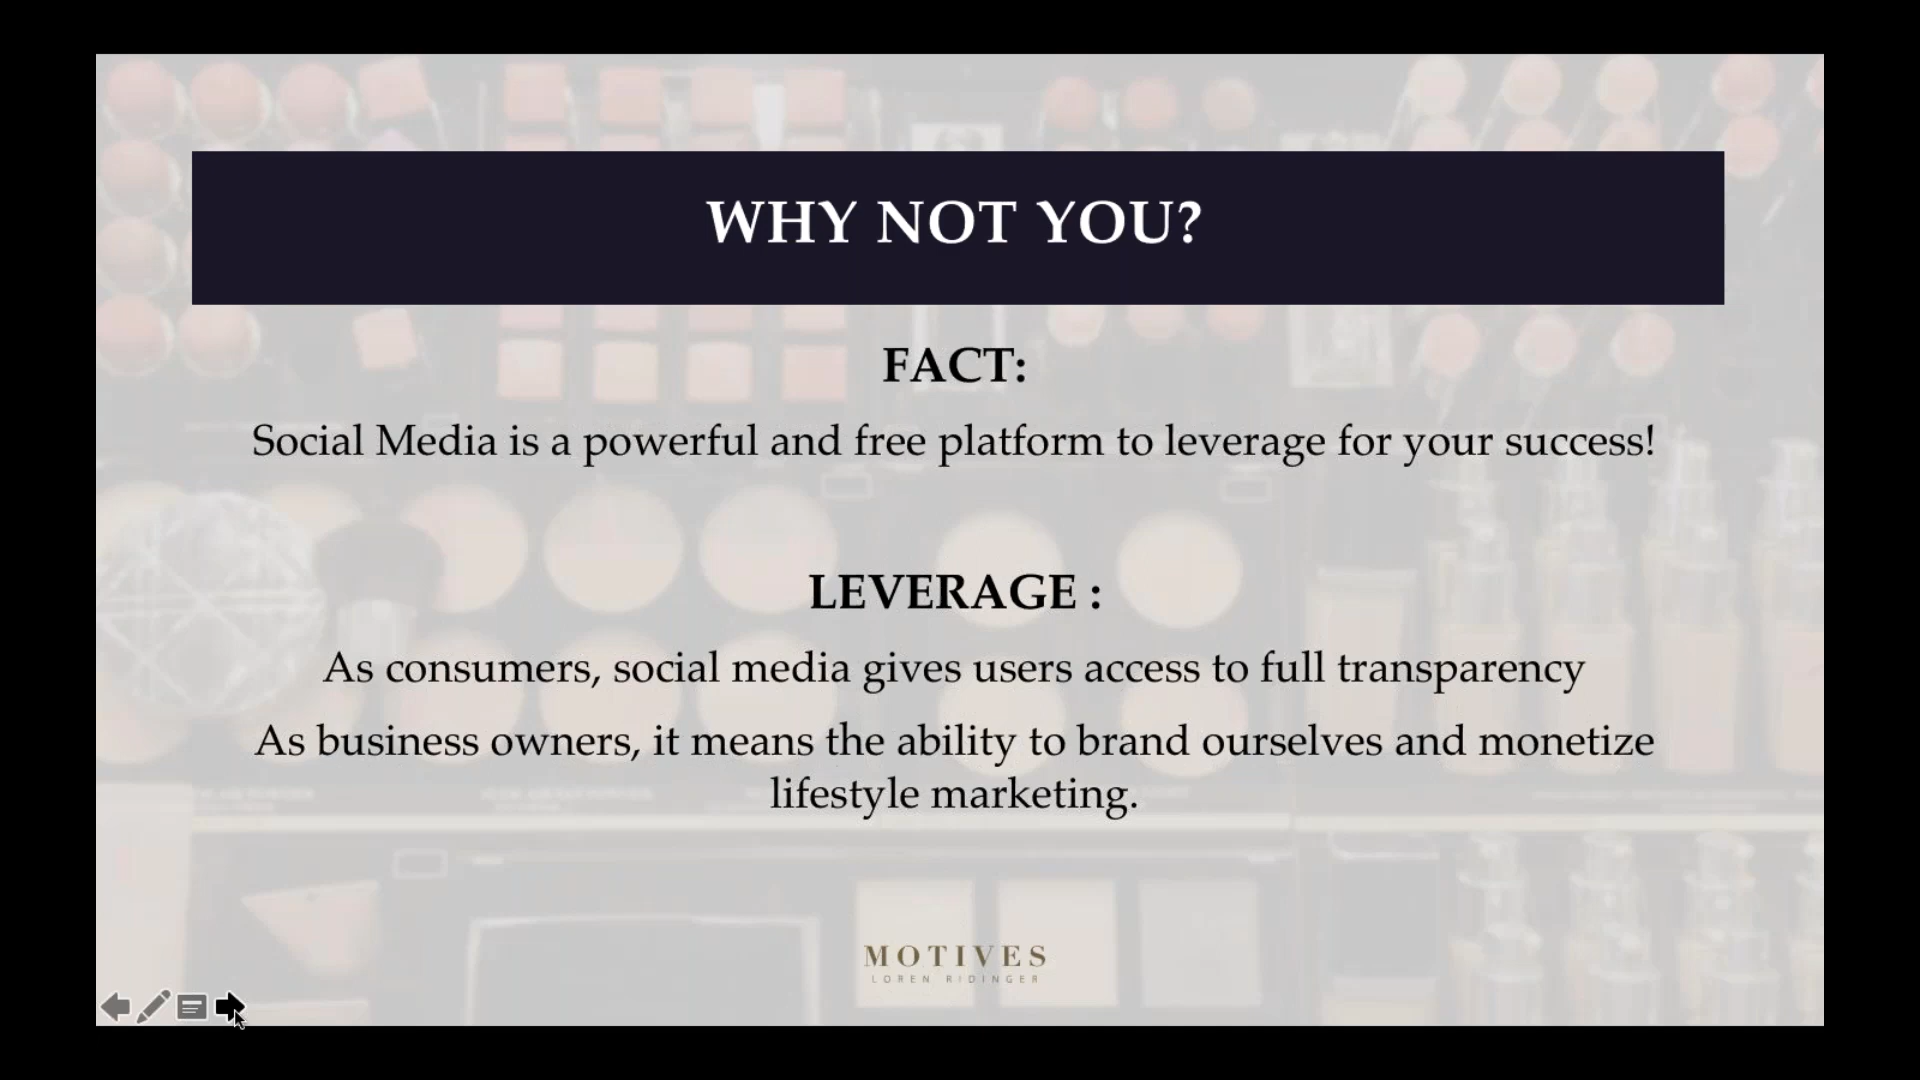 WHY NOT YOU?
FACT:
Social Media is a powerful and free platform to leverage for your success!
LEVERAGE :
As consumers, social media gives users access to full transparency
As business owners, it means the ability to brand ourselves and monetize
lifestyle marketing.
MOTIVES
LOREN RIDINGER